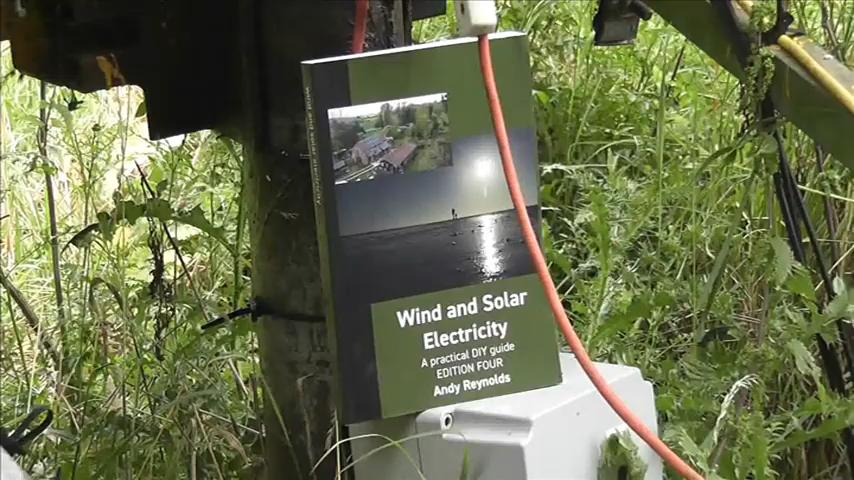 Wind and Solar
Electricity
A practical DIY guide
EDITION FOUR
Andy Reynolds